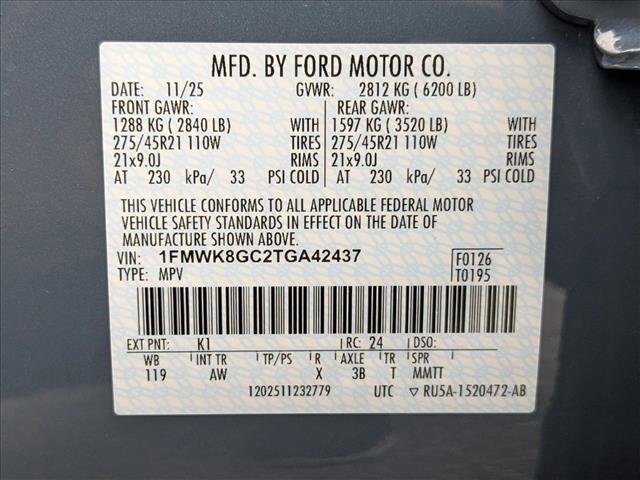 MFD. BY FORD MOTOR CO.
DATE: 11/25 GVWR: 2812 KG ( 6200 LB)
FRONT GAWR: REAR GAWR:
1288 KG ( 2840 LB) WITH 1597 KG ( 3520 LB) WITH
275/45R21 110W TIRES 275/45R21 110W TIRES
21x9.0J RIMS 21x9.0J RIMS
AT 230 kPa/ 33 PSI COLD AT 230 kPa/ 33 PSI COLD
THIS VEHICLE CONFORMS TO ALL APPLICABLE FEDERAL MOTOR
VEHICLE SAFETY STANDARDS IN EFFECT ON THE DATE OF
MANUFACTURE SHOWN ABOVE.
VIN: 1FMWK8GC2TGA42437 F0126
TYPE: MPV T0195
EXT PNT: K1 RC: 24 DSO:
WB INT TR TP/PS R AXLE TR SPR
119 AW X 3B T MMTT
1202511232779 UTC ▽ RU5A-1520472-AB